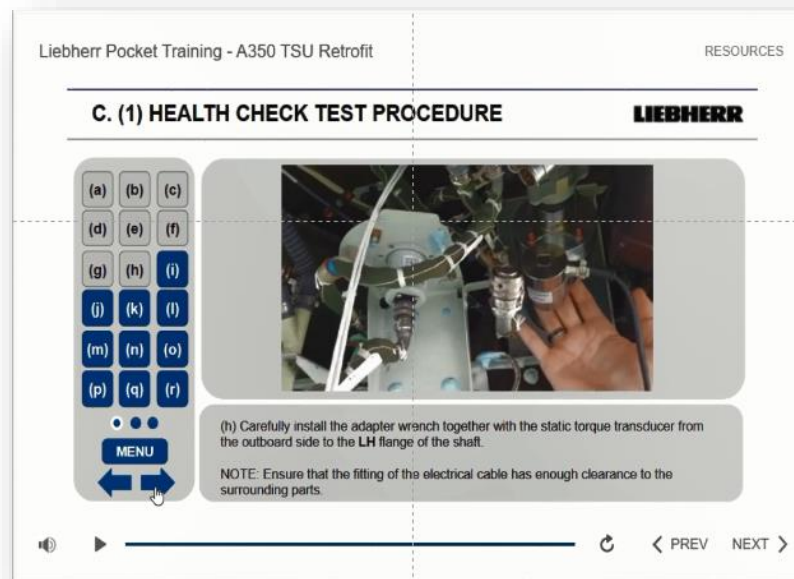 Liebherr Pocket Training - A350 TSU Retrofit
RESOURCES
C. (1) HEALTH CHECK TEST PROCEDURE
LIEBHERR
(a) (b) (c)
(d) (e) (f)
(g) (h) (i)
(j) (k) (l)
(m) (n) (o)
(p) (q) (r)
MENU
(h) Carefully install the adapter wrench together with the static torque transducer from
the outboard side to the LH flange of the shaft.
NOTE: Ensure that the fitting of the electrical cable has enough clearance to the
surrounding parts.
PREV NEXT